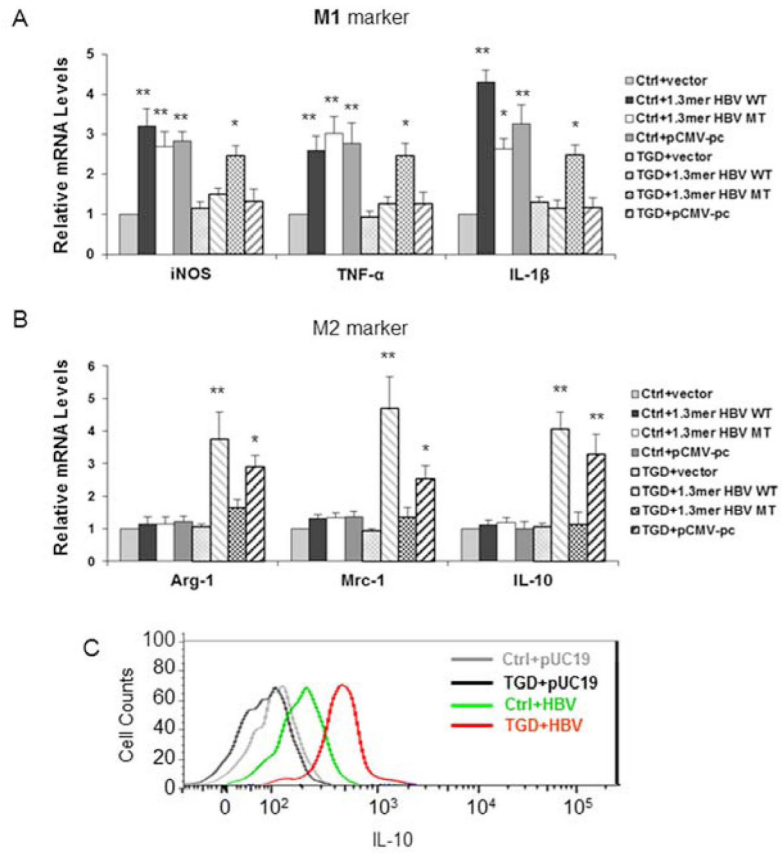 A
M1 marker
Relative mRNA Levels
5
4
3
2
1
0
** ** **
*
** ** **
*
** * **
*
iNOS TNF-α IL-1β
Ctrl+vector
Ctrl+1.3mer HBV WT
Ctrl+1.3mer HBV MT
Ctrl+pCMV-pc
TGD+vector
TGD+1.3mer HBV WT
TGD+1.3mer HBV MT
TGD+pCMV-pc
B
M2 marker
Relative mRNA Levels
6
5
4
3
2
1
0
** *
** *
** **
Arg-1 Mrc-1 IL-10
Ctrl+vector
Ctrl+1.3mer HBV WT
Ctrl+1.3mer HBV MT
Ctrl+pCMV-pc
TGD+vector
TGD+1.3mer HBV WT
TGD+1.3mer HBV MT
TGD+pCMV-pc
C
Cell Counts
100
80
60
40
20
0
Ctrl+pUC19
TGD+pUC19
Ctrl+HBV
TGD+HBV
0 10² 10³ 10⁴ 10⁵
IL-10